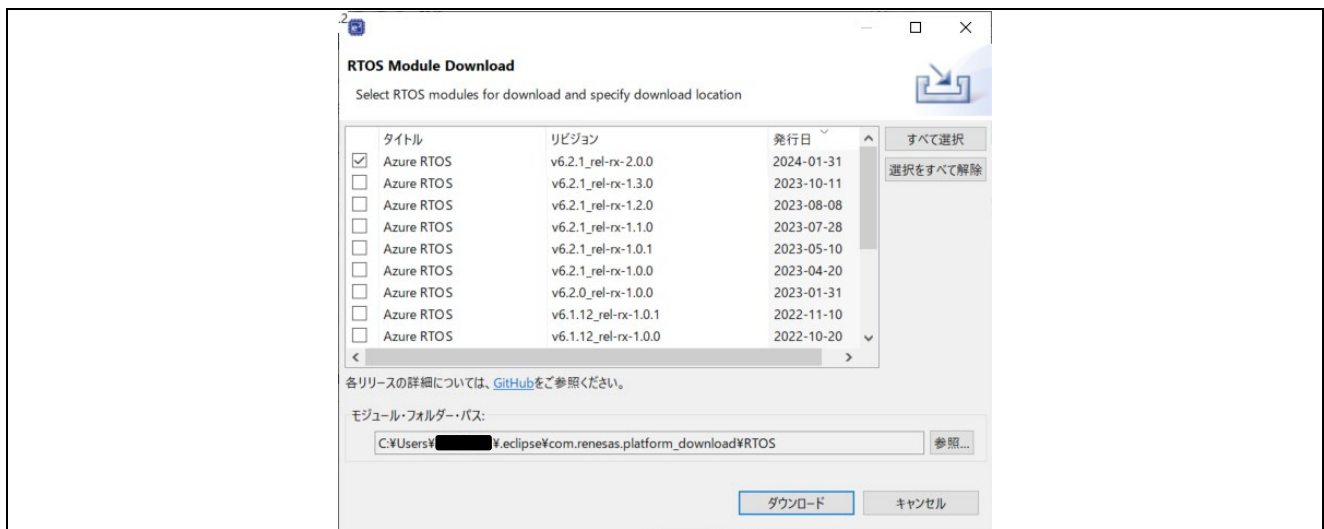 .2
RTOS Module Download
Select RTOS modules for download and specify download location
タイトル リビジョン 発行日
すべて選択
Azure RTOS v6.2.1_rel-rx-2.0.0 2024-01-31
選択をすべて解除
Azure RTOS v6.2.1_rel-rx-1.3.0 2023-10-11
Azure RTOS v6.2.1_rel-rx-1.2.0 2023-08-08
Azure RTOS v6.2.1_rel-rx-1.1.0 2023-07-28
Azure RTOS v6.2.1_rel-rx-1.0.1 2023-05-10
Azure RTOS v6.2.1_rel-rx-1.0.0 2023-04-20
Azure RTOS v6.2.0_rel-rx-1.0.0 2023-01-31
Azure RTOS v6.1.12_rel-rx-1.0.1 2022-11-10
Azure RTOS v6.1.12_rel-rx-1.0.0 2022-10-20
各リリースの詳細については、GitHubをご参照ください。
モジュール・フォルダー・パス:
C:¥Users¥ ¥.eclipse¥com.renesas.platform_download¥RTOS 参照...
ダウンロード キャンセル